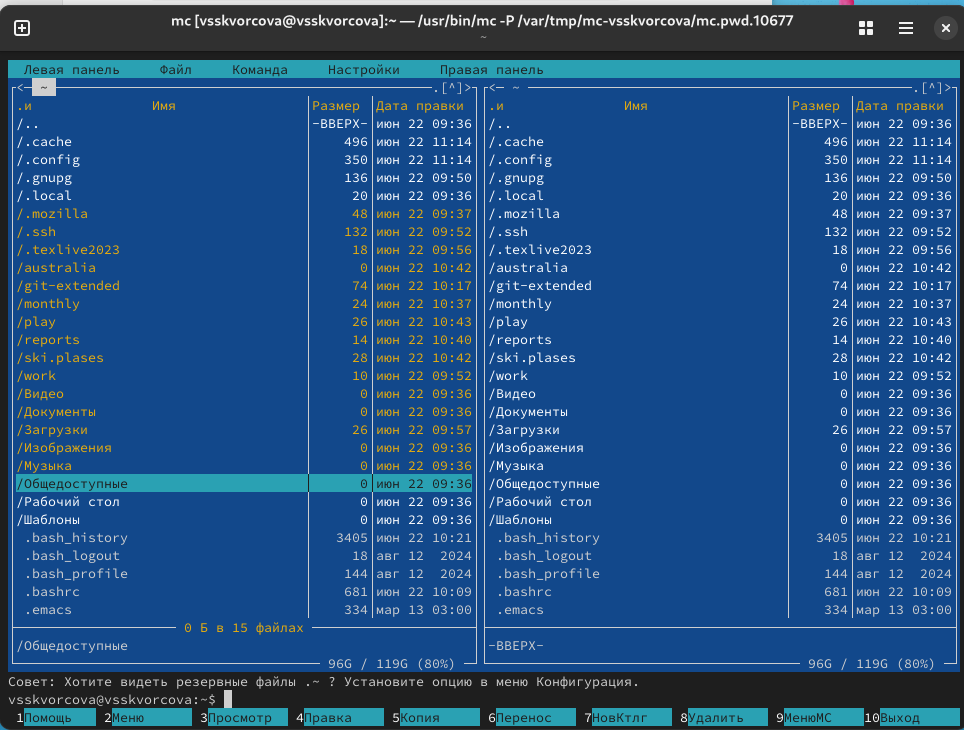 mc [vsskvorcova@vsskvorcova]:~ — /usr/bin/mc -P /var/tmp/mc-vsskvorcova/mc.pwd.10677
~
Левая панель Файл Команда Настройки Правая панель
<— ~ .[^]> <— ~ .[^]>
.и Имя Размер Дата правки .и Имя Размер Дата правки
/.. -ВВЕРХ- июн 22 09:36 /.. -ВВЕРХ- июн 22 09:36
/.cache 496 июн 22 11:14 /.cache 496 июн 22 11:14
/.config 350 июн 22 11:14 /.config 350 июн 22 11:14
/.gnupg 136 июн 22 09:50 /.gnupg 136 июн 22 09:50
/.local 20 июн 22 09:36 /.local 20 июн 22 09:36
/.mozilla 48 июн 22 09:37 /.mozilla 48 июн 22 09:37
/.ssh 132 июн 22 09:52 /.ssh 132 июн 22 09:52
/.texlive2023 18 июн 22 09:56 /.texlive2023 18 июн 22 09:56
/australia 0 июн 22 10:42 /australia 0 июн 22 10:42
/git-extended 74 июн 22 10:17 /git-extended 74 июн 22 10:17
/monthly 24 июн 22 10:37 /monthly 24 июн 22 10:37
/play 26 июн 22 10:43 /play 26 июн 22 10:43
/reports 14 июн 22 10:40 /reports 14 июн 22 10:40
/ski.plases 28 июн 22 10:42 /ski.plases 28 июн 22 10:42
/work 10 июн 22 09:52 /work 10 июн 22 09:52
/Видео 0 июн 22 09:36 /Видео 0 июн 22 09:36
/Документы 0 июн 22 09:36 /Документы 0 июн 22 09:36
/Загрузки 26 июн 22 09:57 /Загрузки 26 июн 22 09:57
/Изображения 0 июн 22 09:36 /Изображения 0 июн 22 09:36
/Музыка 0 июн 22 09:36 /Музыка 0 июн 22 09:36
/Общедоступные 0 июн 22 09:36 /Общедоступные 0 июн 22 09:36
/Рабочий стол 0 июн 22 09:36 /Рабочий стол 0 июн 22 09:36
/Шаблоны 0 июн 22 09:36 /Шаблоны 0 июн 22 09:36
.bash_history 3405 июн 22 10:21 .bash_history 3405 июн 22 10:21
.bash_logout 18 авг 12 2024 .bash_logout 18 авг 12 2024
.bash_profile 144 авг 12 2024 .bash_profile 144 авг 12 2024
.bashrc 681 июн 22 10:09 .bashrc 681 июн 22 10:09
.emacs 334 мар 13 03:00 .emacs 334 мар 13 03:00
0 Б в 15 файлах
/Общедоступные -ВВЕРХ-
96G / 119G (80%) 96G / 119G (80%)
Совет: Хотите видеть резервные файлы .~ ? Установите опцию в меню Конфигурация.
vsskvorcova@vsskvorcova:~$
1Помощь 2Меню 3Просмотр 4Правка 5Копия 6Перенос 7НовКтлг 8Удалить 9МенюМС 10Выход